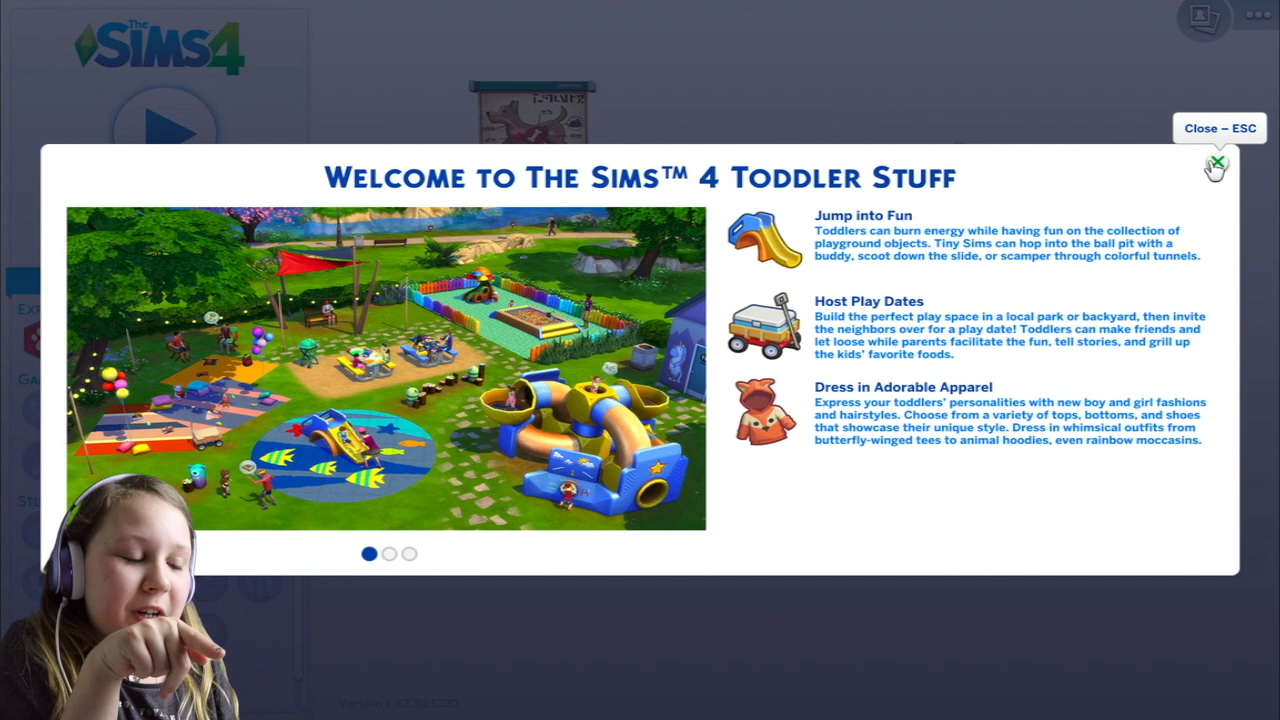 The
SiMS4
Close – ESC
WELCOME TO THE SIMS™ 4 TODDLER STUFF
Jump into Fun
Toddlers can burn energy while having fun on the collection of
playground objects. Tiny Sims can hop into the ball pit with a
buddy, scoot down the slide, or scamper through colorful tunnels.
Host Play Dates
Build the perfect play space in a local park or backyard, then invite
the neighbors over for a play date! Toddlers can make friends and
let loose while parents facilitate the fun, tell stories, and grill up
the kids' favorite foods.
Dress in Adorable Apparel
Express your toddlers' personalities with new boy and girl fashions
and hairstyles. Choose from a variety of tops, bottoms, and shoes
that showcase their unique style. Dress in whimsical outfits from
butterfly-winged tees to animal hoodies, even rainbow moccasins.
Version 1.42.30.1220